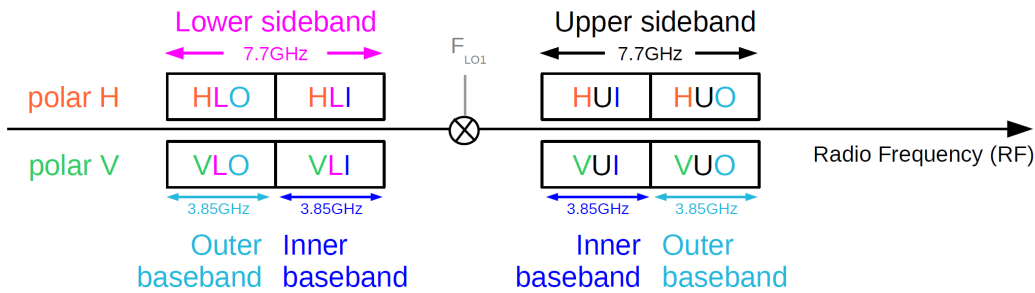 Lower sideband
Upper sideband
7.7GHz
F LO1
7.7GHz
polar H
HLO
HLI
HUI
HUO
polar V
VLO
VLI
VUI
VUO
Radio Frequency (RF)
3.85GHz
3.85GHz
3.85GHz
3.85GHz
Outer
baseband
Inner
baseband
Inner
baseband
Outer
baseband